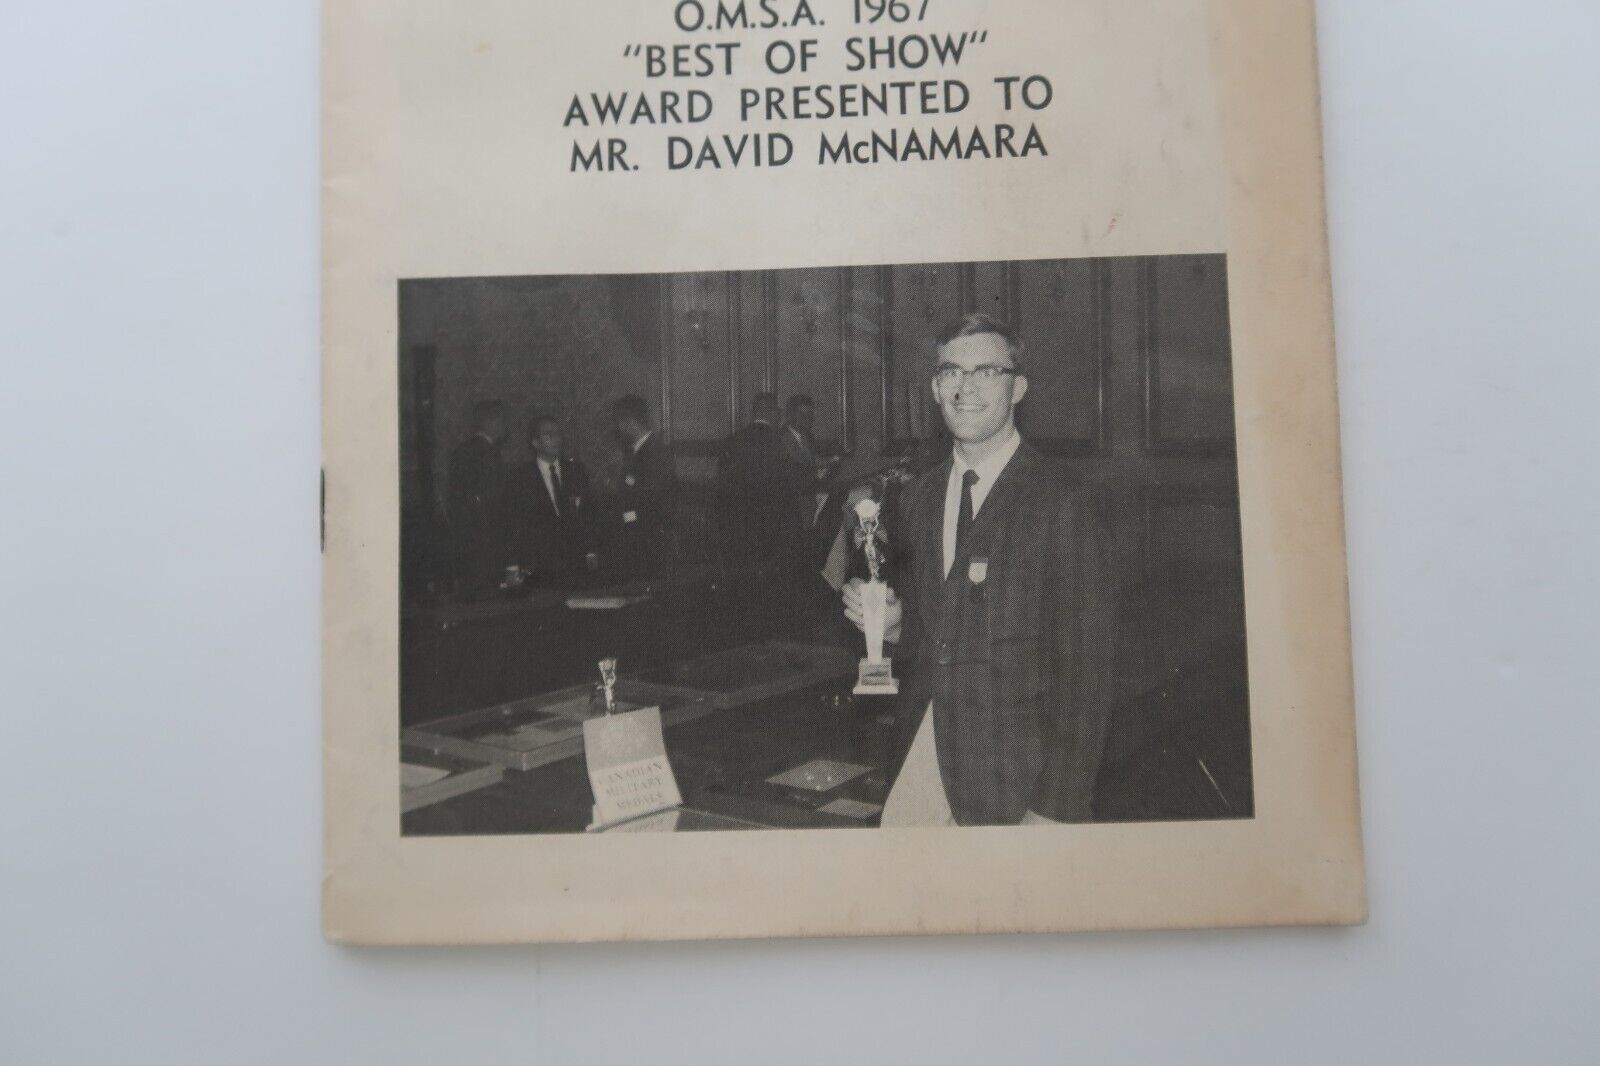 O.M.S.A. 1967
"BEST OF SHOW"
AWARD PRESENTED TO
MR. DAVID McNAMARA
CANADIAN
MILITARY
MEDALS